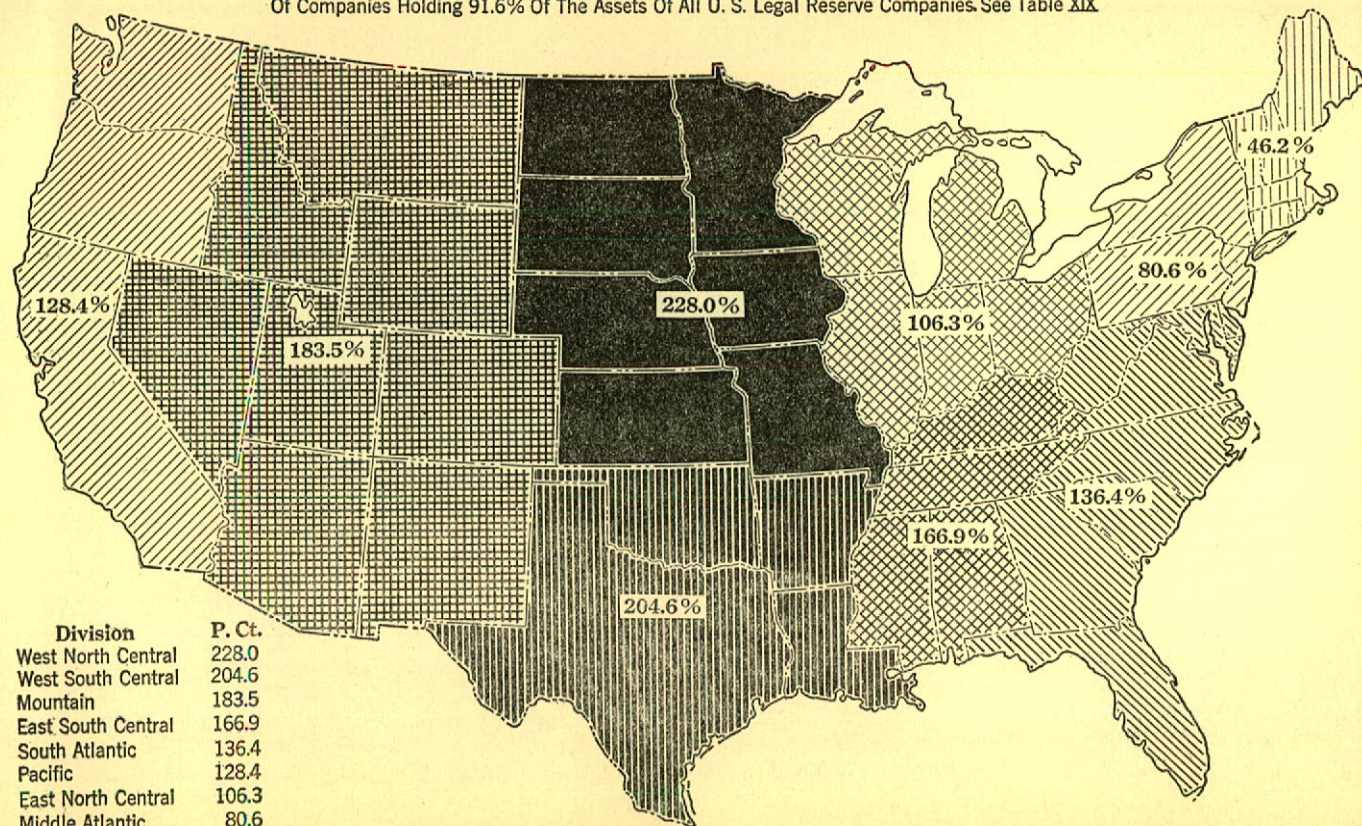 Of Companies Holding 91.6% Of The Assets Of All U. S. Legal Reserve Companies. See Table XIX
46.2%
80.6%
128.4%
228.0%
106.3%
183.5%
136.4%
166.9%
204.6%
Division P. Ct.
West North Central 228.0
West South Central 204.6
Mountain 183.5
East South Central 166.9
South Atlantic 136.4
Pacific 128.4
East North Central 106.3
Middle Atlantic 80.6